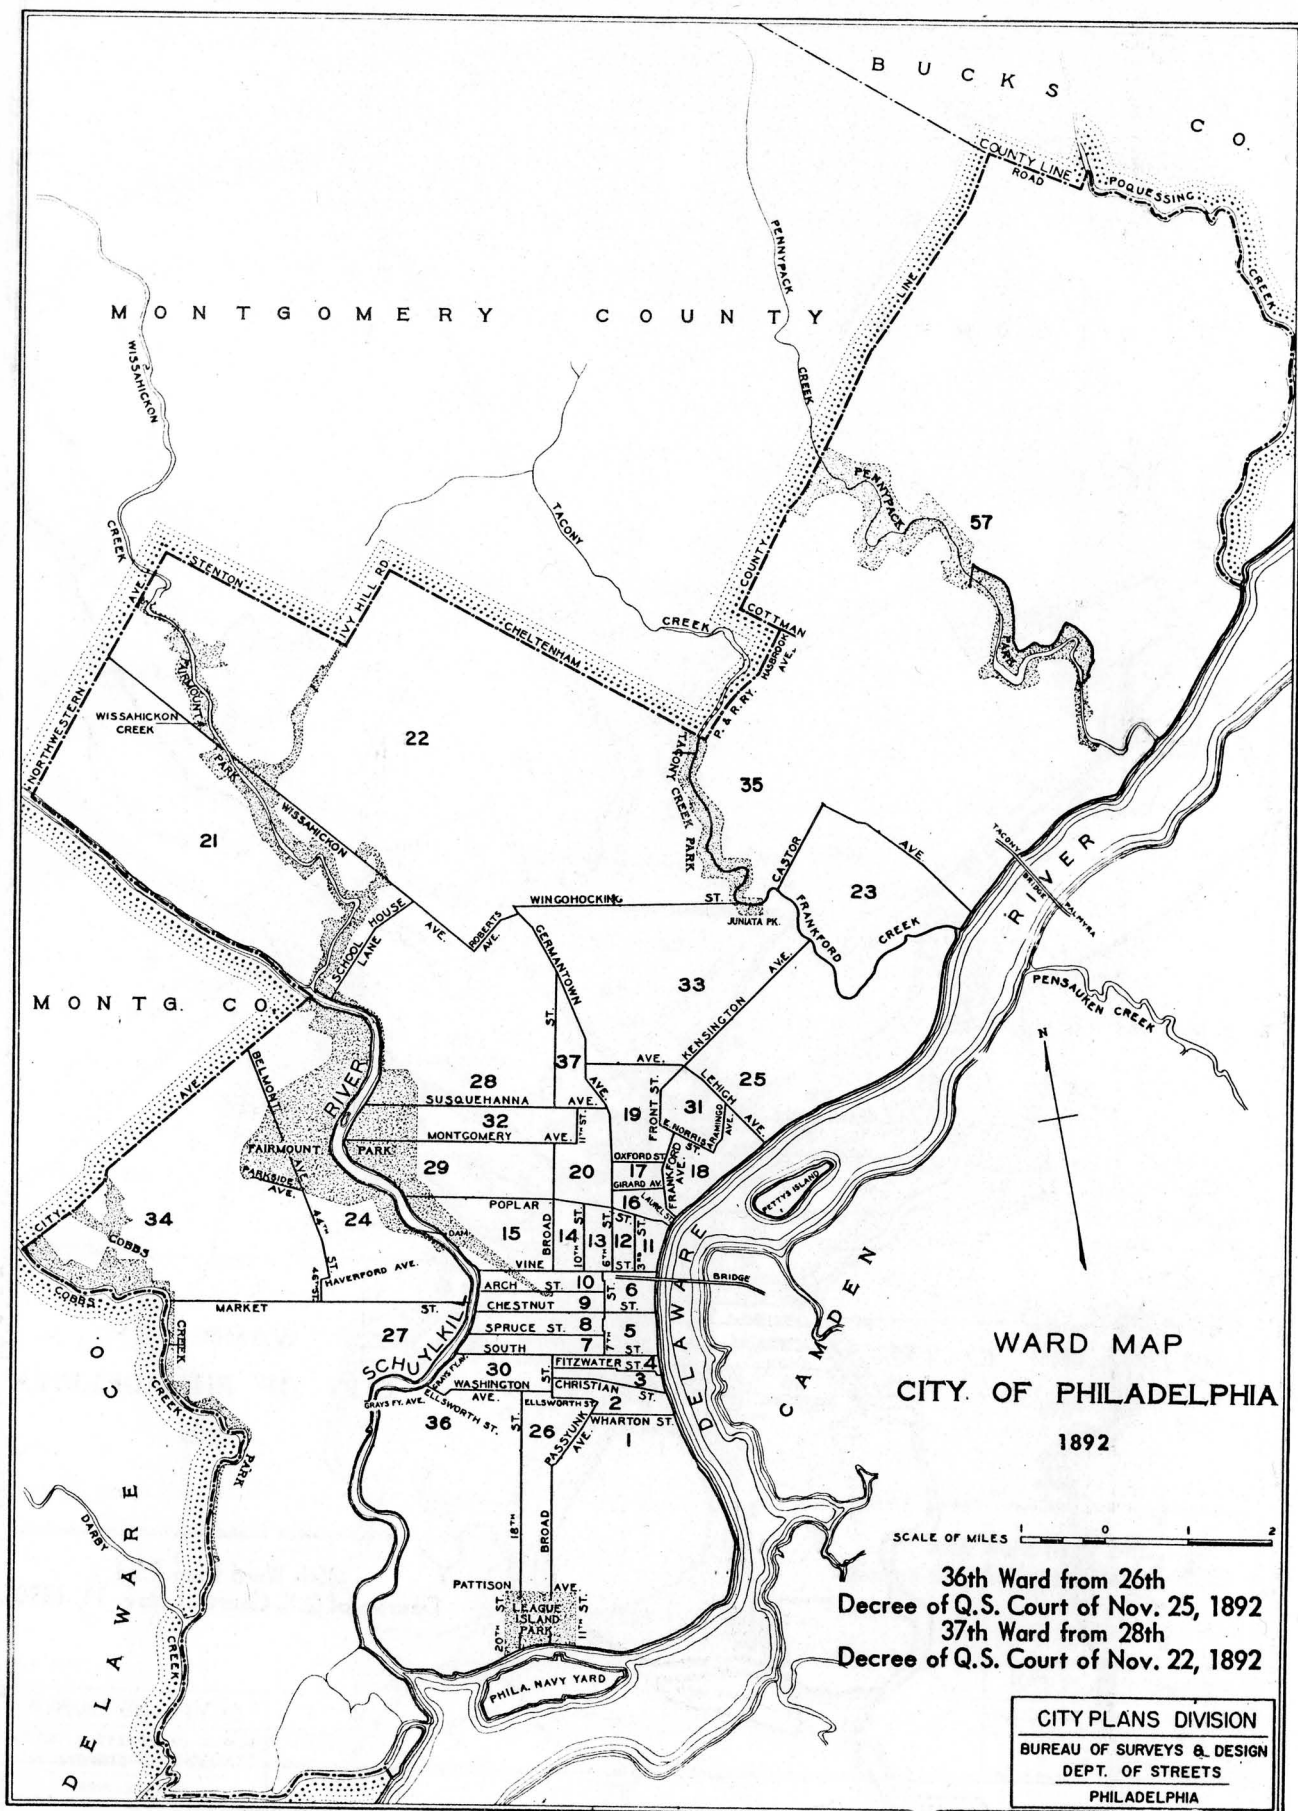 BUCKS CO.
COUNTY LINE
ROAD
POQUESSING
CREEK
PENNYPACK
CREEK
LINE
COUNTY
MONTGOMERY COUNTY
WISSAHICKON
CREEK
TACONY
CREEK
PENNYPACK
PARK
57
STENTON
AVE.
IVY HILL RD
CHELTENHAM
COTTMAN
HASBROOK
AVE.
P. & R. RY.
NORTHWESTERN
FAIRMOUNT
PARK
WISSAHICKON
CREEK
22
TACONY CREEK PARK
35
21
WISSAHICKON
AVE.
CASTOR
AVE
23
TACONY
BRIDGE
PALMYRA
RIVER
SCHOOL HOUSE
LANE
ROBERTS
AVE.
WINGOHOCKING ST.
JUNIATA PK.
FRANKFORD
CREEK
GERMANTOWN
AVE.
33
KENSINGTON
AVE.
PENSAUKEN CREEK
MONTG. CO.
N
CITY
AVE
BELMONT
AVE
RIVER
ST.
37
AVE.
LEHIGH
AVE.
25
28
SUSQUEHANNA AVE.
32
11TH ST.
MONTGOMERY AVE.
19
FRONT ST.
31
E. NORRIS
ST.
ARAMINGO
AVE.
FAIRMOUNT PARK
PARKSIDE
AVE.
29
20
OXFORD ST.
17
GIRARD AV.
FRANKFORD
AVE.
18
PETTYS ISLAND
34
COBBS
44TH
ST.
24
POPLAR
ST.
16
LAUREL ST.
DAM
15
BROAD
14
10TH ST.
13
6TH ST.
12
3RD ST.
11
VINE ST.
HAVERFORD AVE.
46TH ST.
ARCH ST. 10
ST.
6
BRIDGE
COBBS
CREEK
MARKET ST.
CHESTNUT 9 ST.
27
SPRUCE ST. 8
7TH
5
SOUTH 7 ST.
SCHUYLKILL
DELAWARE
CAMDEN
GRAYS FY. AV.
30
ST.
FITZWATER ST. 4
3
WASHINGTON
AVE.
CHRISTIAN ST.
GRAYS FY. AVE.
ELLSWORTH ST.
36
ST.
ELLSWORTH ST.
2
26
PASSYUNK
AVE.
WHARTON ST.
1
CREEK
PARK
DELAWARE CO.
DARBY
CREEK
18TH
BROAD
PATTISON AVE
20TH ST.
LEAGUE
ISLAND
PARK
11TH ST.
PHILA. NAVY YARD
WARD MAP
CITY. OF PHILADELPHIA
1892
SCALE OF MILES 1 0 1 2
36th Ward from 26th
Decree of Q.S. Court of Nov. 25, 1892
37th Ward from 28th
Decree of Q.S. Court of Nov. 22, 1892
CITY PLANS DIVISION
BUREAU OF SURVEYS & DESIGN
DEPT. OF STREETS
PHILADELPHIA